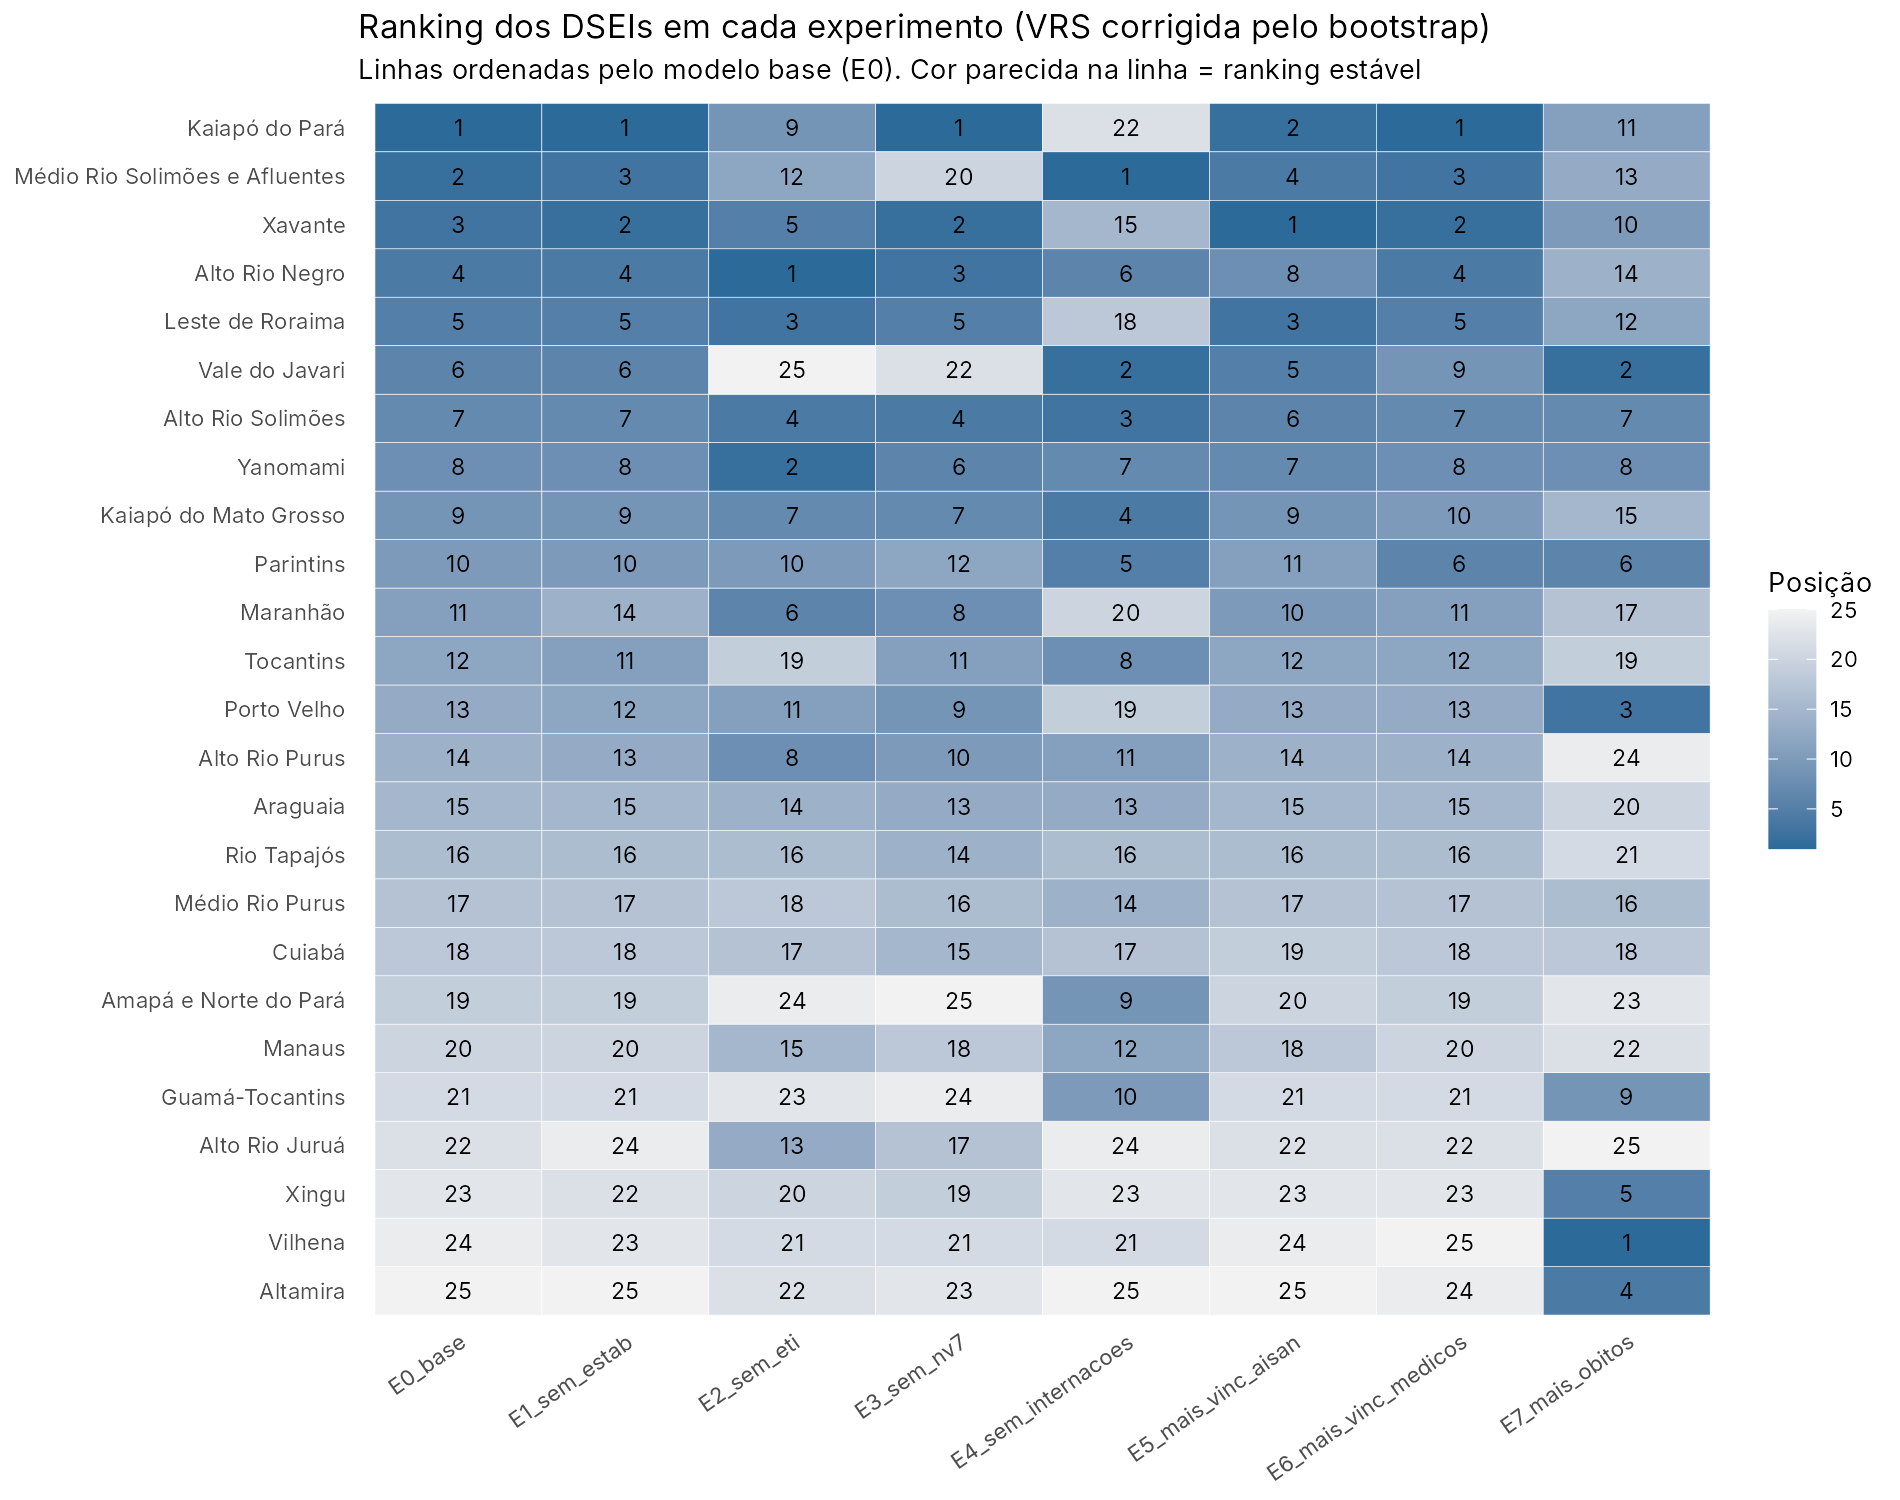 Ranking dos DSEIs em cada experimento (VRS corrigida pelo bootstrap)
Linhas ordenadas pelo modelo base (E0). Cor parecida na linha = ranking estável
Kaiapó do Pará 1 1 9 1 22 2 1 11
Médio Rio Solimões e Afluentes 2 3 12 20 1 4 3 13
Xavante 3 2 5 2 15 1 2 10
Alto Rio Negro 4 4 1 3 6 8 4 14
Leste de Roraima 5 5 3 5 18 3 5 12
Vale do Javari 6 6 25 22 2 5 9 2
Alto Rio Solimões 7 7 4 4 3 6 7 7
Yanomami 8 8 2 6 7 7 8 8
Kaiapó do Mato Grosso 9 9 7 7 4 9 10 15
Parintins 10 10 10 12 5 11 6 6
Maranhão 11 14 6 8 20 10 11 17
Tocantins 12 11 19 11 8 12 12 19
Porto Velho 13 12 11 9 19 13 13 3
Alto Rio Purus 14 13 8 10 11 14 14 24
Araguaia 15 15 14 13 13 15 15 20
Rio Tapajós 16 16 16 14 16 16 16 21
Médio Rio Purus 17 17 18 16 14 17 17 16
Cuiabá 18 18 17 15 17 19 18 18
Amapá e Norte do Pará 19 19 24 25 9 20 19 23
Manaus 20 20 15 18 12 18 20 22
Guamá-Tocantins 21 21 23 24 10 21 21 9
Alto Rio Juruá 22 24 13 17 24 22 22 25
Xingu 23 22 20 19 23 23 23 5
Vilhena 24 23 21 21 21 24 25 1
Altamira 25 25 22 23 25 25 24 4
E0_base E1_sem_estab E2_sem_eti E3_sem_nv7 E4_sem_internacoes E5_mais_vinc_aisan E6_mais_vinc_medicos E7_mais_obitos
Posição
25
20
15
10
5